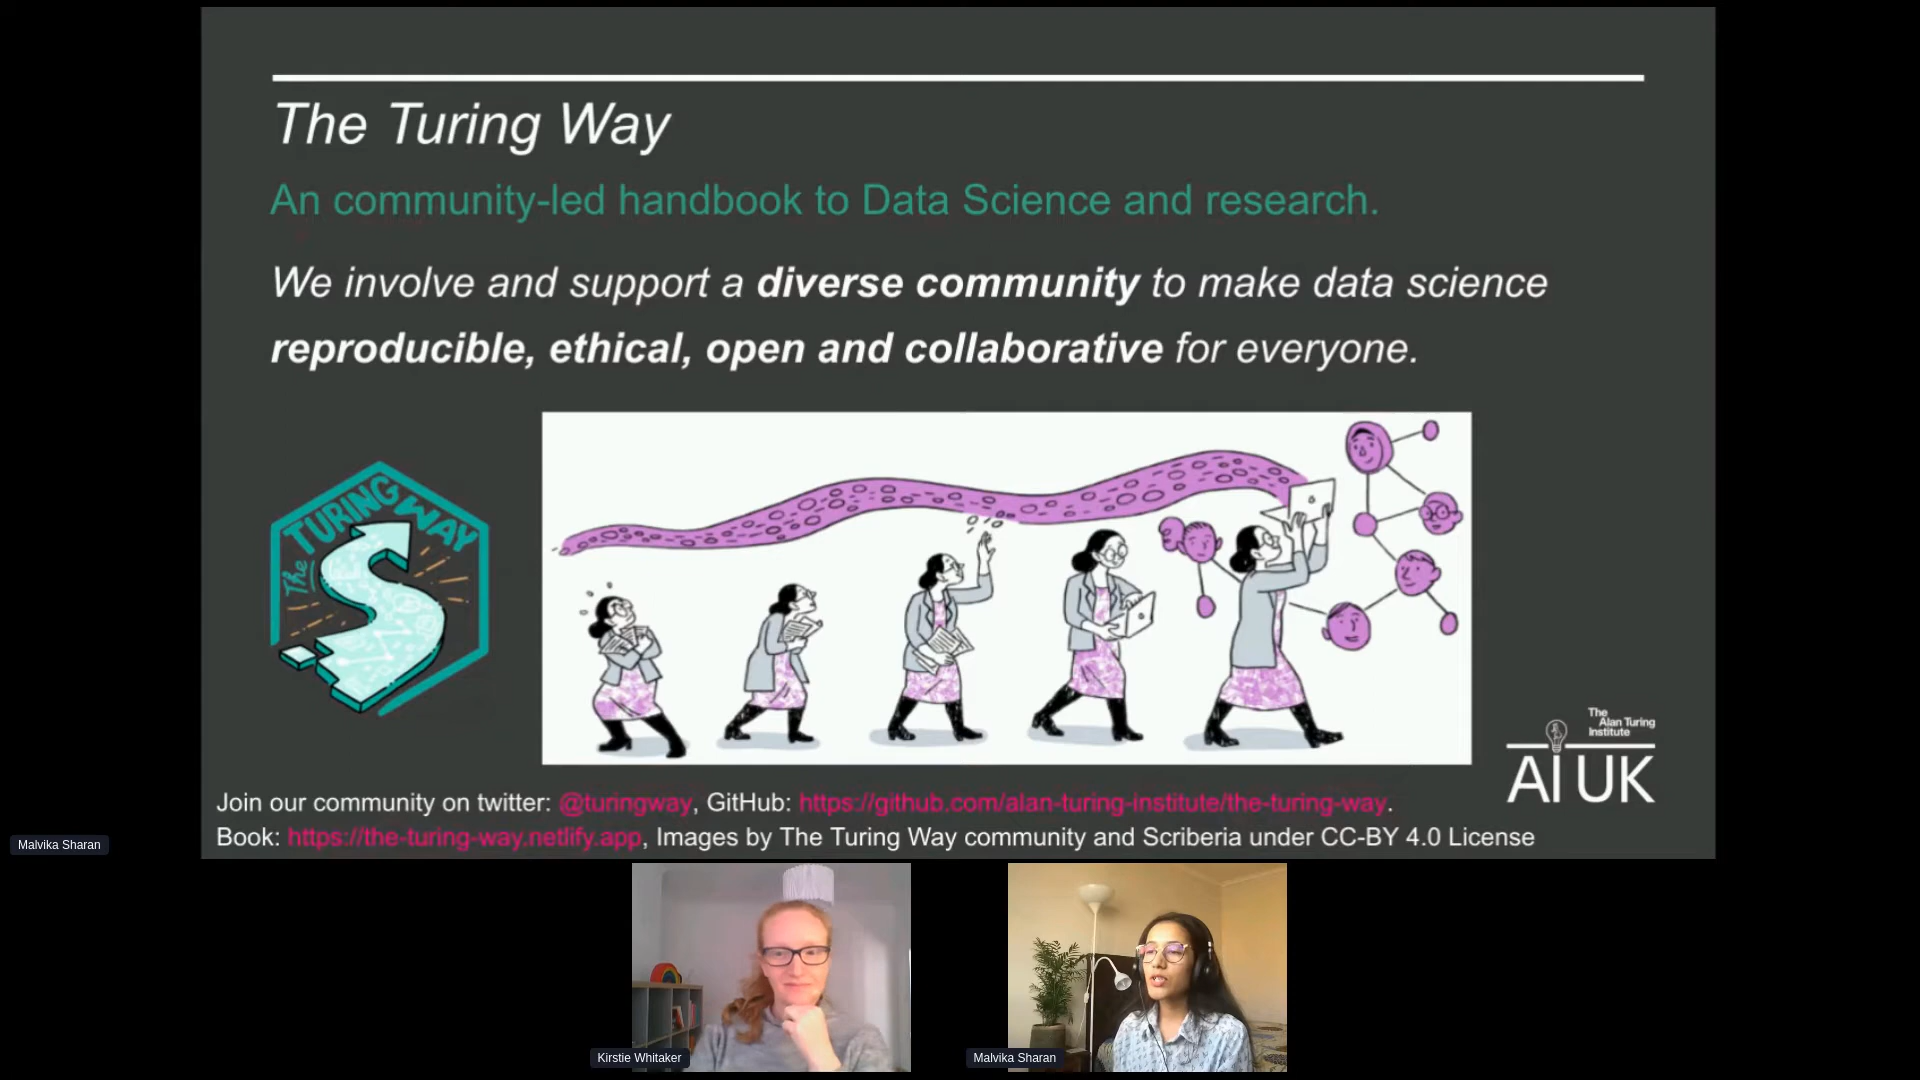 The Turing Way
An community-led handbook to Data Science and research.
We involve and support a diverse community to make data science
reproducible, ethical, open and collaborative for everyone.
The TURING WAY
The
Alan Turing
Institute
AI UK
Join our community on twitter: @turingway, GitHub: https://github.com/alan-turing-institute/the-turing-way.
Book: https://the-turing-way.netlify.app, Images by The Turing Way community and Scriberia under CC-BY 4.0 License
Malvika Sharan
Kirstie Whitaker
Malvika Sharan